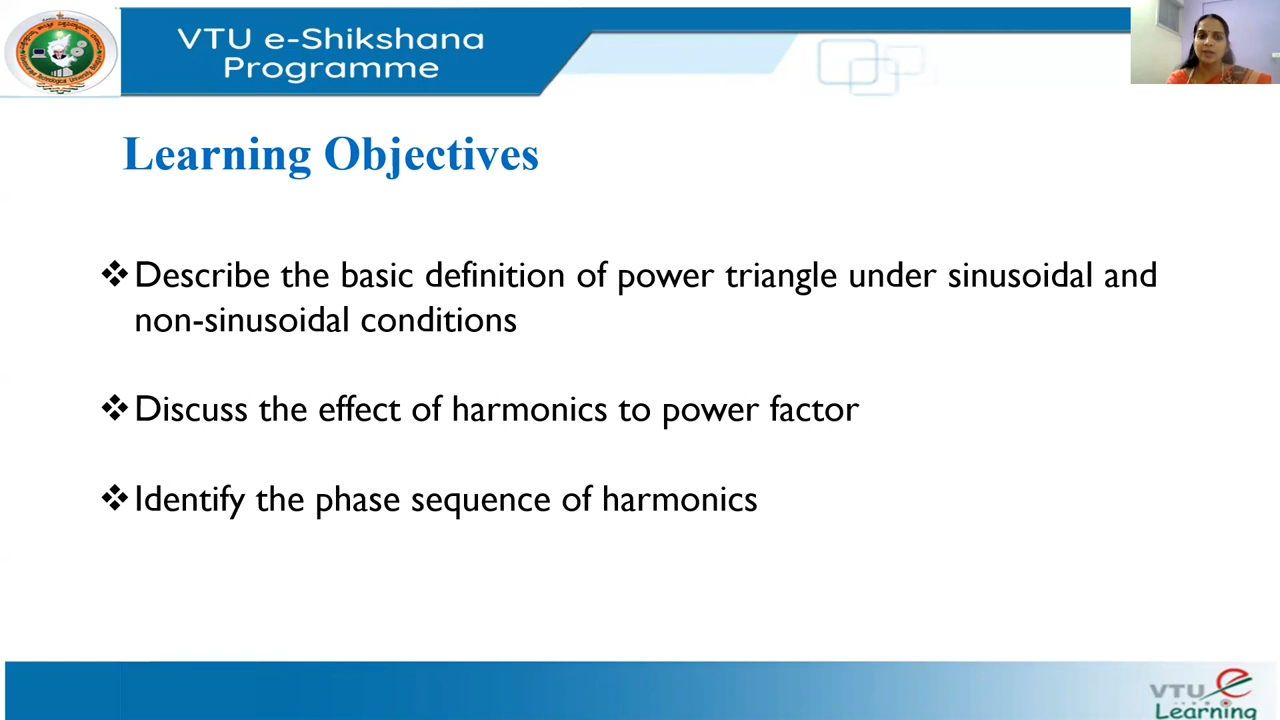 VTU e-Shikshana
Programme
Learning Objectives
❖Describe the basic definition of power triangle under sinusoidal and
non-sinusoidal conditions
❖Discuss the effect of harmonics to power factor
❖Identify the phase sequence of harmonics
VTU e
Learning